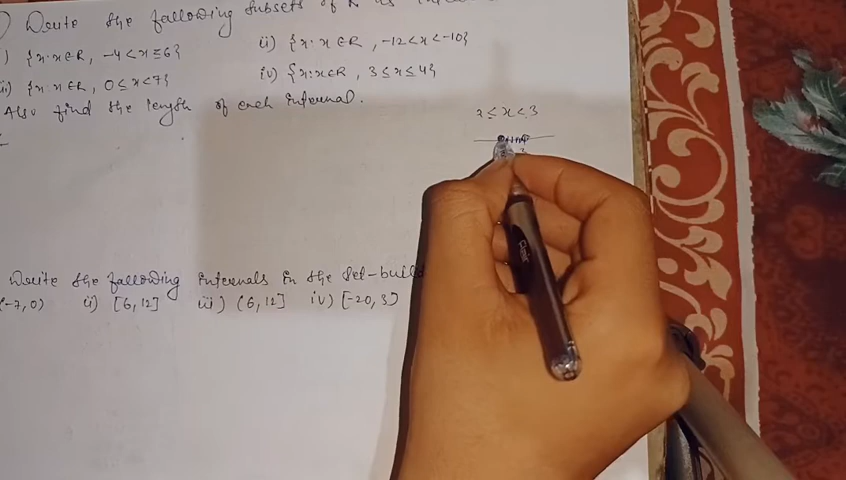 ) Write the following subsets of R as
i) {x: x ∈ R, -4 < x ≤ 6}
ii) {x: x ∈ R, -12 < x < -10}
iii) {x: x ∈ R, 0 ≤ x < 7}
iv) {x: x ∈ R, 3 ≤ x ≤ 4}
Also find the length of each interval.
2 ≤ x < 3
Write the following intervals in the set-build
(-7, 0) ii) [6, 12] iii) (6, 12] iv) [-20, 3)
Flair